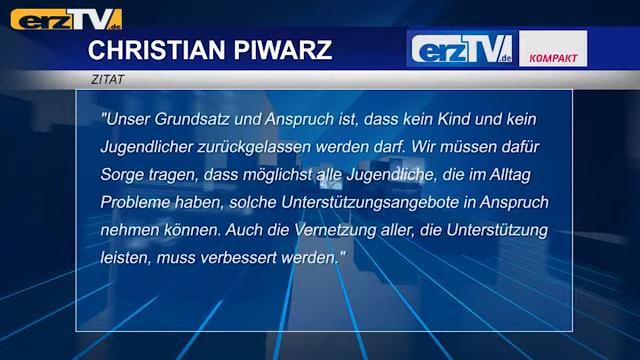 erzTV.de
CHRISTIAN PIWARZ
erzTV.de KOMPAKT
ZITAT
"Unser Grundsatz und Anspruch ist, dass kein Kind und kein
Jugendlicher zurückgelassen werden darf. Wir müssen dafür
Sorge tragen, dass möglichst alle Jugendliche, die im Alltag
Probleme haben, solche Unterstützungsangebote in Anspruch
nehmen können. Auch die Vernetzung aller, die Unterstützung
leisten, muss verbessert werden."